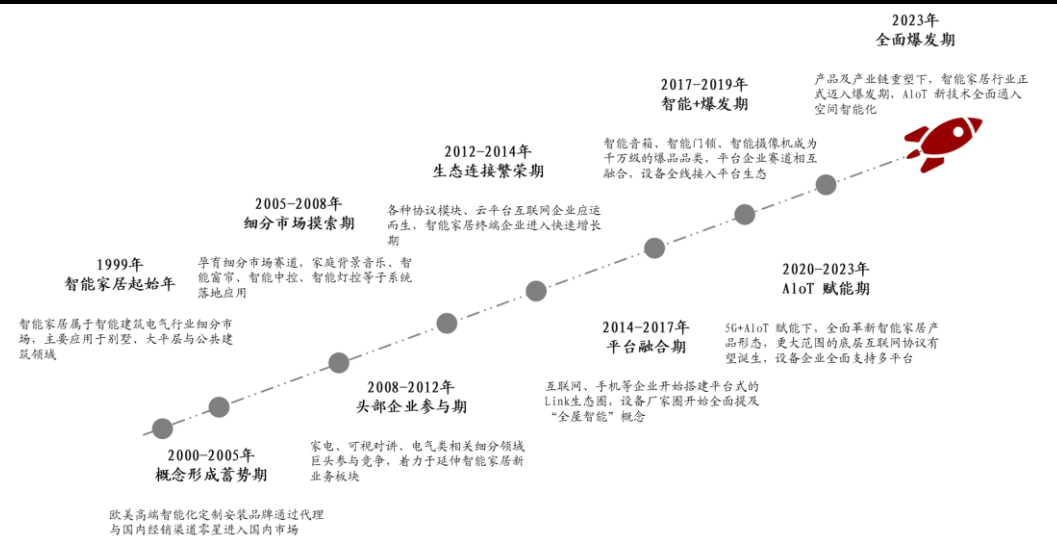 1999年
智能家居起始年
智能家居属于智能建筑电气行业细分市
场，主要应用于别墅、大平层与公共建
筑领域
2000-2005年
概念形成蓄势期
欧美高端智能化定制安装品牌通过代理
与国内经销渠道零星进入国内市场
2005-2008年
细分市场摸索期
孕育细分市场赛道，家庭背景音乐、智
能窗帘、智能中控、智能灯控等子系统
落地应用
2008-2012年
头部企业参与期
家电、可视对讲、电气类相关细分领域
巨头参与竞争，着力于延伸智能家居新
业务板块
2012-2014年
生态连接繁荣期
各种协议模块、云平台互联网企业应运
而生，智能家居终端企业进入快速增长
期
2014-2017年
平台融合期
互联网、手机等企业开始搭建平台式的
Link生态圈，设备厂家圈开始全面提及
“全屋智能”概念
2017-2019年
智能+爆发期
智能音箱、智能门锁、智能摄像机成为
千万级的爆品品类，平台企业赛道相互
融合，设备全线接入平台生态
2020-2023年
AloT 赋能期
5G+AloT 赋能下，全面革新智能家居产
品形态，更大范围的底层互联网协议有
望诞生，设备企业全面支持多平台
2023年
全面爆发期
产品及产业链重塑下，智能家居行业正
式迈入爆发期，AloT 新技术全面通入
空间智能化